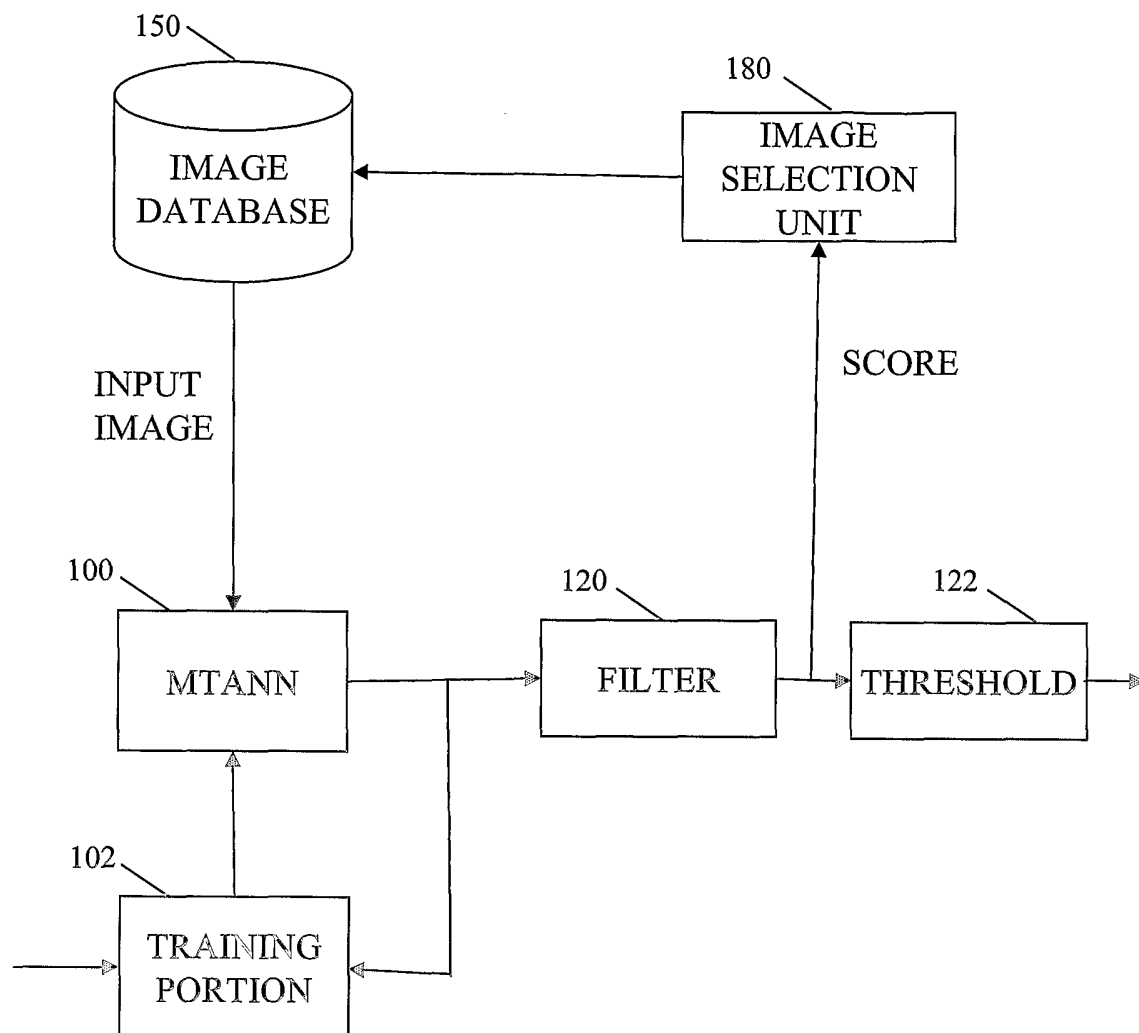 150
180
IMAGE
DATABASE
IMAGE
SELECTION
UNIT
INPUT
IMAGE
SCORE
100
120
122
MTANN
FILTER
THRESHOLD
102
TRAINING
PORTION